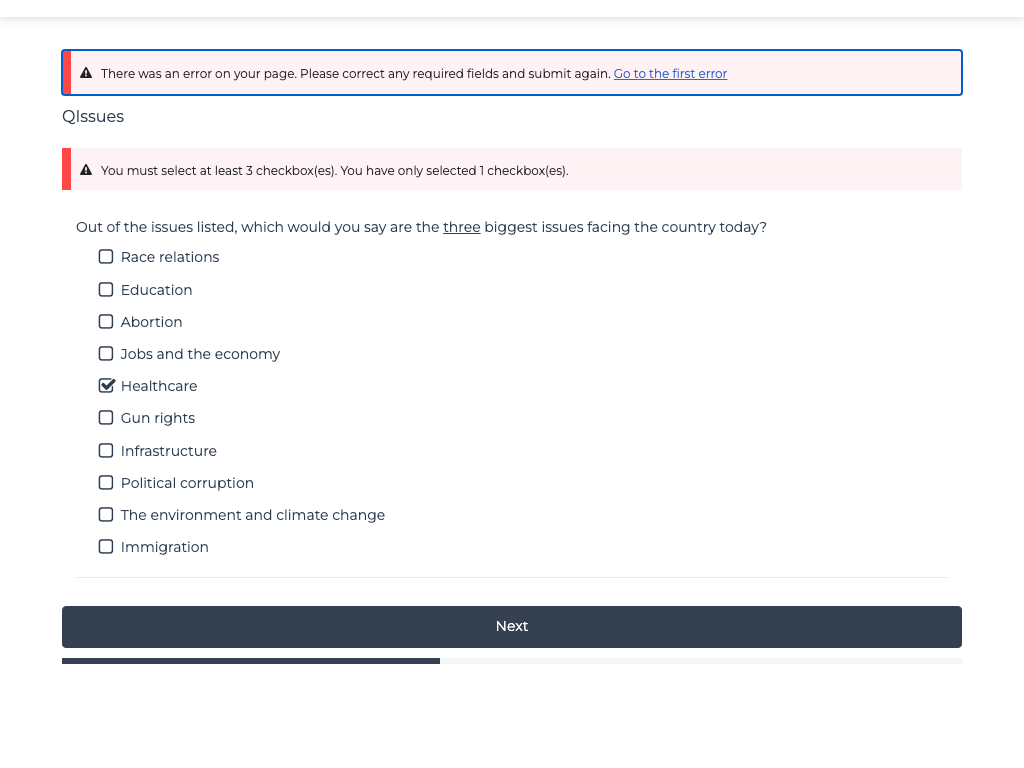 There was an error on your page. Please correct any required fields and submit again. Go to the first error
QIssues
You must select at least 3 checkbox(es). You have only selected 1 checkbox(es).
Out of the issues listed, which would you say are the three biggest issues facing the country today?
Race relations
Education
Abortion
Jobs and the economy
Healthcare
Gun rights
Infrastructure
Political corruption
The environment and climate change
Immigration
Next